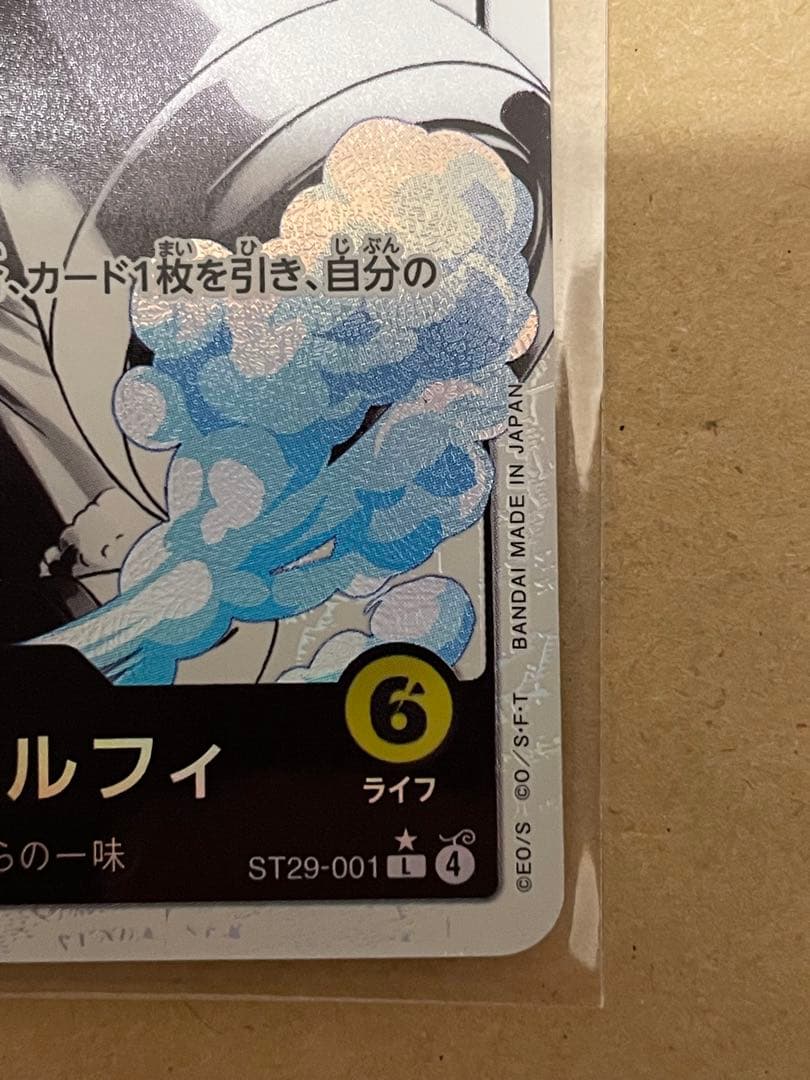 、カード1枚を引き、自分の
まい ひ じ ぶん
BANDAI MADE IN JAPAN
©EO/S ©O/S・F・T
6
ルフィ
ライフ
らの一味
ST29-001 ★ L 4